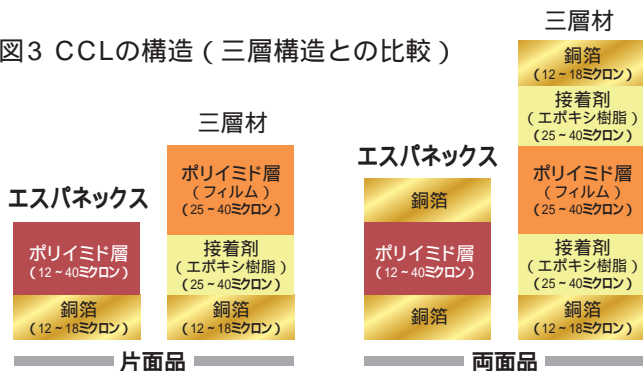 図3 CCLの構造（三層構造との比較）
エスパネックス
ポリイミド層
（12~40ミクロン）
銅箔
（12~18ミクロン）
三層材
ポリイミド層
（フィルム）
（25~40ミクロン）
接着剤
（エポキシ樹脂）
（25~40ミクロン）
銅箔
（12~18ミクロン）
片面品
エスパネックス
銅箔
ポリイミド層
（12~40ミクロン）
銅箔
三層材
銅箔
（12~18ミクロン）
接着剤
（エポキシ樹脂）
（25~40ミクロン）
ポリイミド層
（フィルム）
（25~40ミクロン）
接着剤
（エポキシ樹脂）
（25~40ミクロン）
銅箔
（12~18ミクロン）
両面品